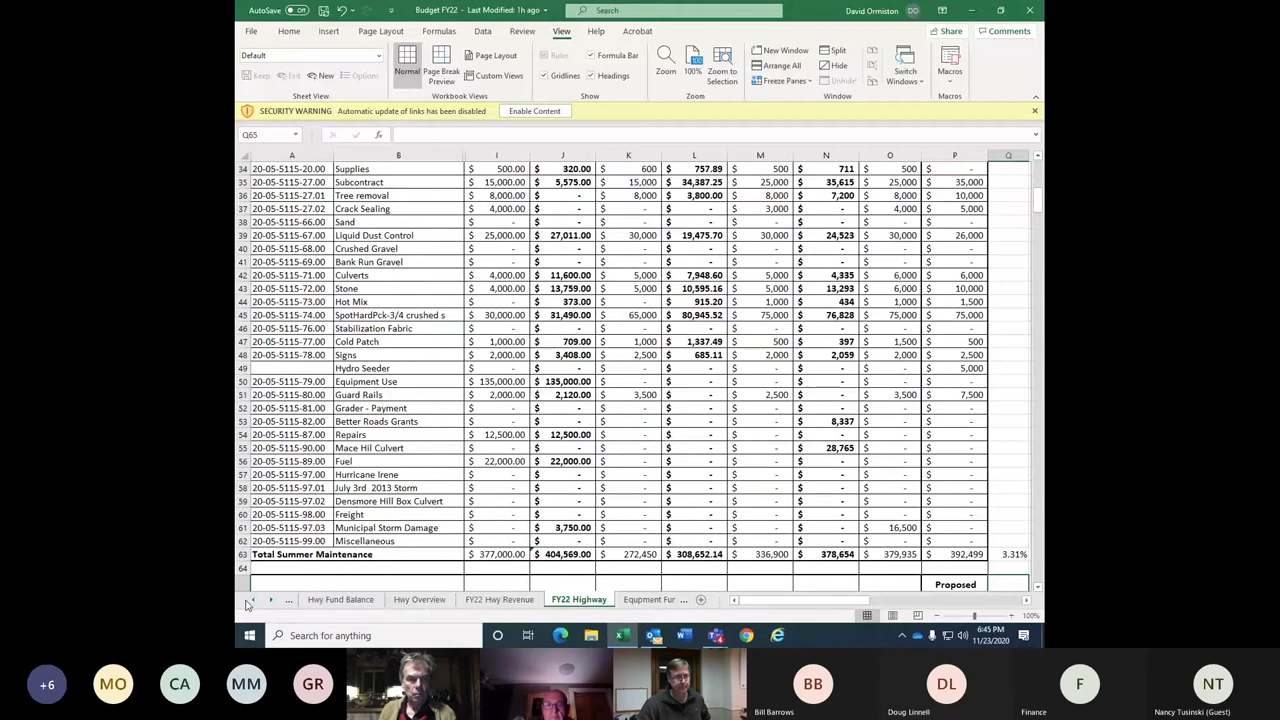 AutoSave Off Budget FY22 - Last Modified: 1h ago Search David Ormiston DO
File Home Insert Page Layout Formulas Data Review View Help Acrobat Share Comments
Default
Keep Exit New Options
Sheet View
Normal Page Break Preview Page Layout Custom Views
Workbook Views
Ruler Formula Bar
Gridlines Headings
Show
Zoom 100% Zoom to Selection
Zoom
New Window Split
Arrange All Hide
Freeze Panes Unhide
Switch Windows
Window
Macros
Macros
SECURITY WARNING Automatic update of links has been disabled Enable Content
Q65 fx
A B I J K L M N O P Q
34 20-05-5115-20.00 Supplies $ 500.00 $ 320.00 $ 600 $ 757.89 $ 500 $ 711 $ 500 $ -
35 20-05-5115-27.00 Subcontract $ 15,000.00 $ 5,575.00 $ 15,000 $ 34,387.25 $ 25,000 $ 35,615 $ 25,000 $ 35,000
36 20-05-5115-27.01 Tree removal $ 8,000.00 $ - $ 8,000 $ 3,800.00 $ 8,000 $ 7,200 $ 8,000 $ 10,000
37 20-05-5115-27.02 Crack Sealing $ 4,000.00 $ - $ - $ - $ 3,000 $ - $ 4,000 $ 5,000
38 20-05-5115-66.00 Sand $ - $ - $ - $ - $ - $ - $ - $ -
39 20-05-5115-67.00 Liquid Dust Control $ 25,000.00 $ 27,011.00 $ 30,000 $ 19,475.70 $ 30,000 $ 24,523 $ 30,000 $ 26,000
40 20-05-5115-68.00 Crushed Gravel $ - $ - $ - $ - $ - $ - $ - $ -
41 20-05-5115-69.00 Bank Run Gravel $ - $ - $ - $ - $ - $ - $ - $ -
42 20-05-5115-71.00 Culverts $ 4,000.00 $ 11,600.00 $ 5,000 $ 7,948.60 $ 5,000 $ 4,335 $ 6,000 $ 6,000
43 20-05-5115-72.00 Stone $ 4,000.00 $ 13,759.00 $ 5,000 $ 10,595.16 $ 5,000 $ 13,293 $ 6,000 $ 10,000
44 20-05-5115-73.00 Hot Mix $ - $ 373.00 $ - $ 915.20 $ 1,000 $ 434 $ 1,000 $ 1,500
45 20-05-5115-74.00 SpotHardPck-3/4 crushed s $ 30,000.00 $ 31,490.00 $ 65,000 $ 80,945.52 $ 75,000 $ 76,828 $ 75,000 $ 75,000
46 20-05-5115-76.00 Stabilization Fabric $ - $ - $ - $ - $ - $ - $ - $ -
47 20-05-5115-77.00 Cold Patch $ 1,000.00 $ 709.00 $ 1,000 $ 1,337.49 $ 500 $ 397 $ 1,500 $ 500
48 20-05-5115-78.00 Signs $ 2,000.00 $ 3,408.00 $ 2,500 $ 685.11 $ 2,000 $ 2,059 $ 2,000 $ 2,500
49 Hydro Seeder $ - $ - $ - $ - $ - $ - $ - $ 5,000
50 20-05-5115-79.00 Equipment Use $ 135,000.00 $ 135,000.00 $ - $ - $ - $ - $ - $ -
51 20-05-5115-80.00 Guard Rails $ 2,000.00 $ 2,120.00 $ 3,500 $ - $ 2,500 $ - $ 3,500 $ 7,500
52 20-05-5115-81.00 Grader - Payment $ - $ - $ - $ - $ - $ - $ - $ -
53 20-05-5115-82.00 Better Roads Grants $ - $ - $ - $ - $ - $ 8,337 $ - $ -
54 20-05-5115-87.00 Repairs $ 12,500.00 $ 12,500.00 $ - $ - $ - $ - $ - $ -
55 20-05-5115-90.00 Mace Hil Culvert $ - $ - $ - $ - $ - $ 28,765 $ - $ -
56 20-05-5115-89.00 Fuel $ 22,000.00 $ 22,000.00 $ - $ - $ - $ - $ - $ -
57 20-05-5115-97.00 Hurricane Irene $ - $ - $ - $ - $ - $ - $ - $ -
58 20-05-5115-97.01 July 3rd 2013 Storm $ - $ - $ - $ - $ - $ - $ - $ -
59 20-05-5115-97.02 Densmore Hill Box Culvert $ - $ - $ - $ - $ - $ - $ - $ -
60 20-05-5115-98.00 Freight $ - $ - $ - $ - $ - $ - $ - $ -
61 20-05-5115-97.03 Municipal Storm Damage $ - $ 3,750.00 $ - $ - $ - $ - $ 16,500 $ -
62 20-05-5115-99.00 Miscellaneous $ - $ - $ - $ - $ - $ - $ - $ -
63 Total Summer Maintenance $ 377,000.00 $ 404,569.00 $ 272,450 $ 308,652.14 $ 336,900 $ 378,654 $ 379,935 $ 392,499 3.31%
64
Proposed
... Hwy Fund Balance Hwy Overview FY22 Hwy Revenue FY22 Highway Equpment Fur ...
100%
Search for anything
6:45 PM
11/23/2020
+6 MO CA MM GR BB DL F NT
Bill Barrows Doug Linnell Finance Nancy Tusinski (Guest)